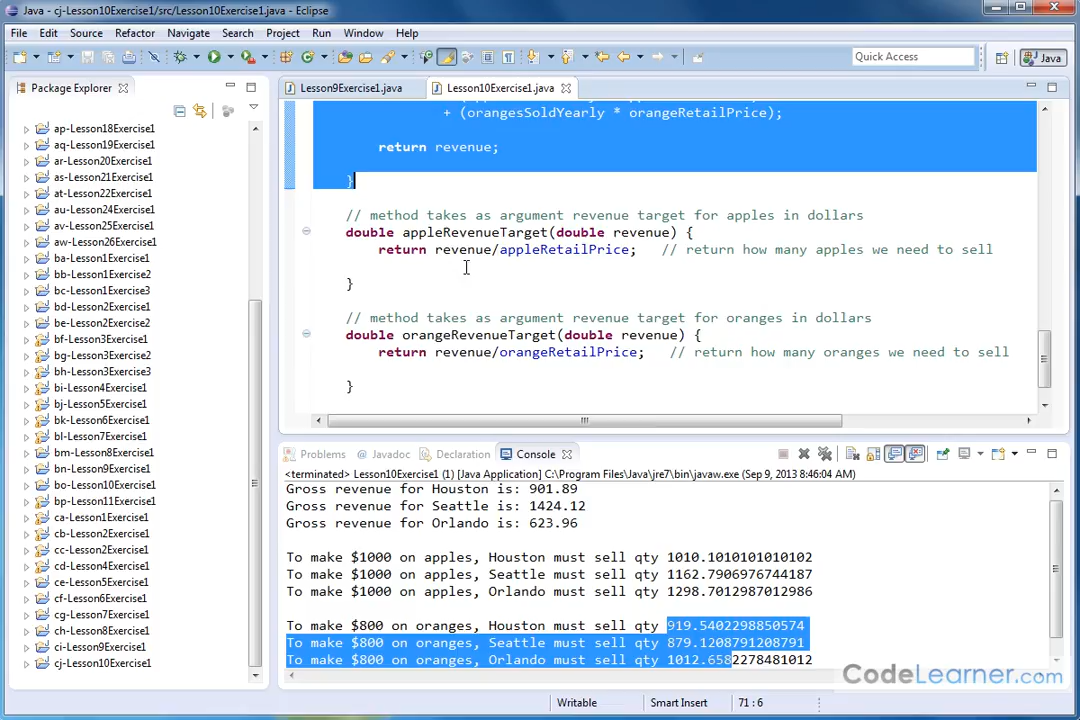 Java - cj-Lesson10Exercise1/src/Lesson10Exercise1.java - Eclipse
File Edit Source Refactor Navigate Search Project Run Window Help
Quick Access
Java
Package Explorer
Lesson9Exercise1.java
Lesson10Exercise1.java
ap-Lesson18Exercise1
aq-Lesson19Exercise1
ar-Lesson20Exercise1
as-Lesson21Exercise1
at-Lesson22Exercise1
au-Lesson24Exercise1
av-Lesson25Exercise1
aw-Lesson26Exercise1
ba-Lesson1Exercise1
bb-Lesson1Exercise2
bc-Lesson1Exercise3
bd-Lesson2Exercise1
be-Lesson2Exercise2
bf-Lesson3Exercise1
bg-Lesson3Exercise2
bh-Lesson3Exercise3
bi-Lesson4Exercise1
bj-Lesson5Exercise1
bk-Lesson6Exercise1
bl-Lesson7Exercise1
bm-Lesson8Exercise1
bn-Lesson9Exercise1
bo-Lesson10Exercise1
bp-Lesson11Exercise1
ca-Lesson1Exercise1
cb-Lesson2Exercise1
cc-Lesson2Exercise2
cd-Lesson4Exercise1
ce-Lesson5Exercise1
cf-Lesson6Exercise1
cg-Lesson7Exercise1
ch-Lesson8Exercise1
ci-Lesson9Exercise1
cj-Lesson10Exercise1
+ (orangesSoldYearly * orangeRetailPrice);
return revenue;
}
// method takes as argument revenue target for apples in dollars
double appleRevenueTarget(double revenue) {
return revenue/appleRetailPrice; // return how many apples we need to sell
}
// method takes as argument revenue target for oranges in dollars
double orangeRevenueTarget(double revenue) {
return revenue/orangeRetailPrice; // return how many oranges we need to sell
}
Problems @ Javadoc Declaration Console
<terminated> Lesson10Exercise1 (1) [Java Application] C:\Program Files\Java\jre7\bin\javaw.exe (Sep 9, 2013 8:46:04 AM)
Gross revenue for Houston is: 901.89
Gross revenue for Seattle is: 1424.12
Gross revenue for Orlando is: 623.96
To make $1000 on apples, Houston must sell qty 1010.1010101010102
To make $1000 on apples, Seattle must sell qty 1162.7906976744187
To make $1000 on apples, Orlando must sell qty 1298.7012987012986
To make $800 on oranges, Houston must sell qty 919.5402298850574
To make $800 on oranges, Seattle must sell qty 879.1208791208791
To make $800 on oranges, Orlando must sell qty 1012.6582278481012
CodeLearner.com
Writable
Smart Insert
71 : 6